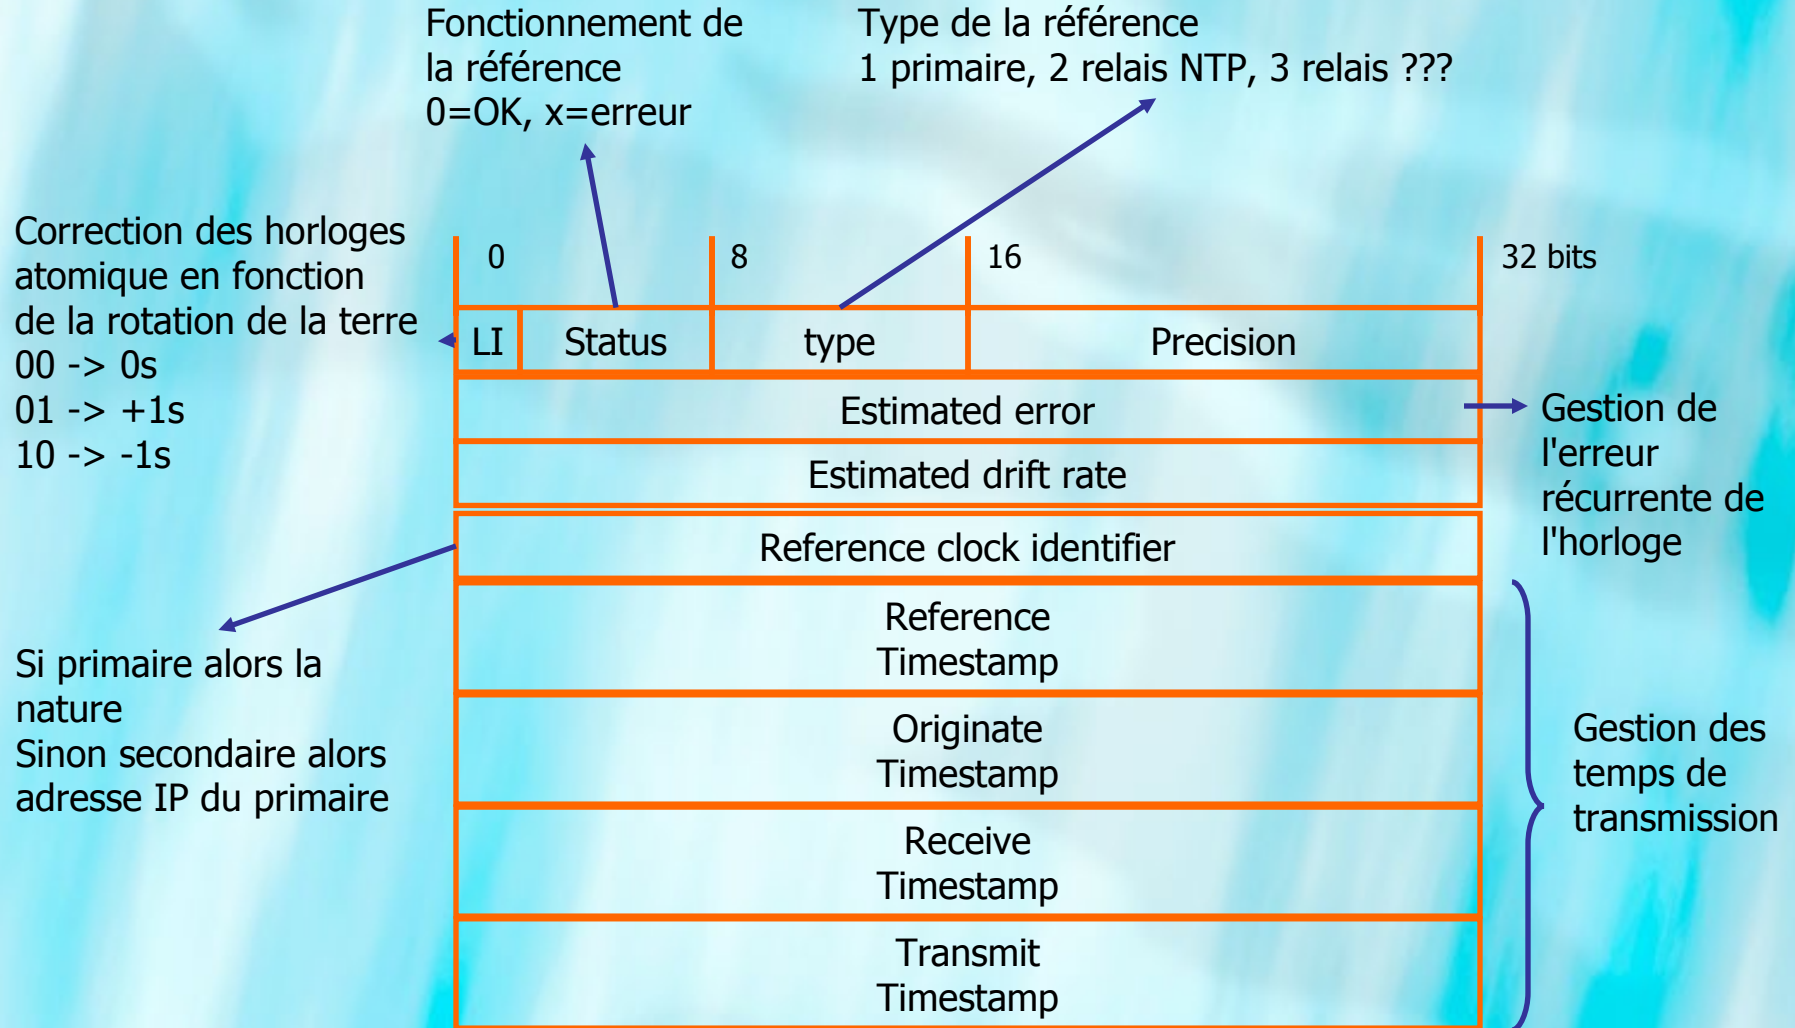 Fonctionnement de
la référence
0=OK, x=erreur
Type de la référence
1 primaire, 2 relais NTP, 3 relais ???
Correction des horloges
atomique en fonction
de la rotation de la terre
00 -> 0s
01 -> +1s
10 -> -1s
0
8
16
32 bits
LI
Status
type
Precision
Estimated error
Estimated drift rate
Gestion de
l'erreur
récurrente de
l'horloge
Reference clock identifier
Si primaire alors la
nature
Sinon secondaire alors
adresse IP du primaire
Reference
Timestamp
Originate
Timestamp
Receive
Timestamp
Transmit
Timestamp
Gestion des
temps de
transmission